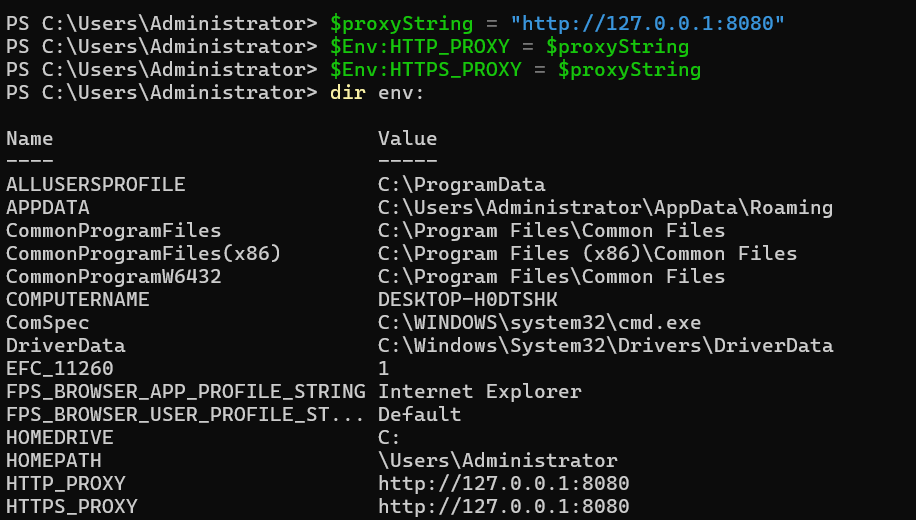 PS C:\Users\Administrator> $proxyString = "http://127.0.0.1:8080"
PS C:\Users\Administrator> $Env:HTTP_PROXY = $proxyString
PS C:\Users\Administrator> $Env:HTTPS_PROXY = $proxyString
PS C:\Users\Administrator> dir env:
Name Value
---- -----
ALLUSERSPROFILE C:\ProgramData
APPDATA C:\Users\Administrator\AppData\Roaming
CommonProgramFiles C:\Program Files\Common Files
CommonProgramFiles(x86) C:\Program Files (x86)\Common Files
CommonProgramW6432 C:\Program Files\Common Files
COMPUTERNAME DESKTOP-H0DTSHK
ComSpec C:\WINDOWS\system32\cmd.exe
DriverData C:\Windows\System32\Drivers\DriverData
EFC_11260 1
FPS_BROWSER_APP_PROFILE_STRING Internet Explorer
FPS_BROWSER_USER_PROFILE_ST... Default
HOMEDRIVE C:
HOMEPATH \Users\Administrator
HTTP_PROXY http://127.0.0.1:8080
HTTPS_PROXY http://127.0.0.1:8080